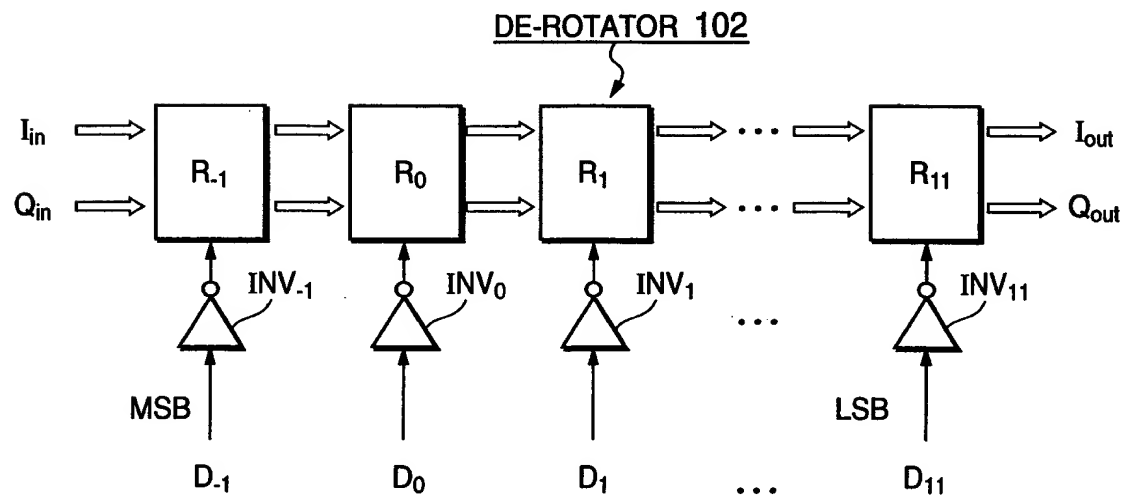 DE-ROTATOR 102
I_in R_-1 R_0 R_1 ... R_11 I_out
Q_in ... Q_out
INV_-1 INV_0 INV_1 ... INV_11
MSB LSB
D_-1 D_0 D_1 ... D_11